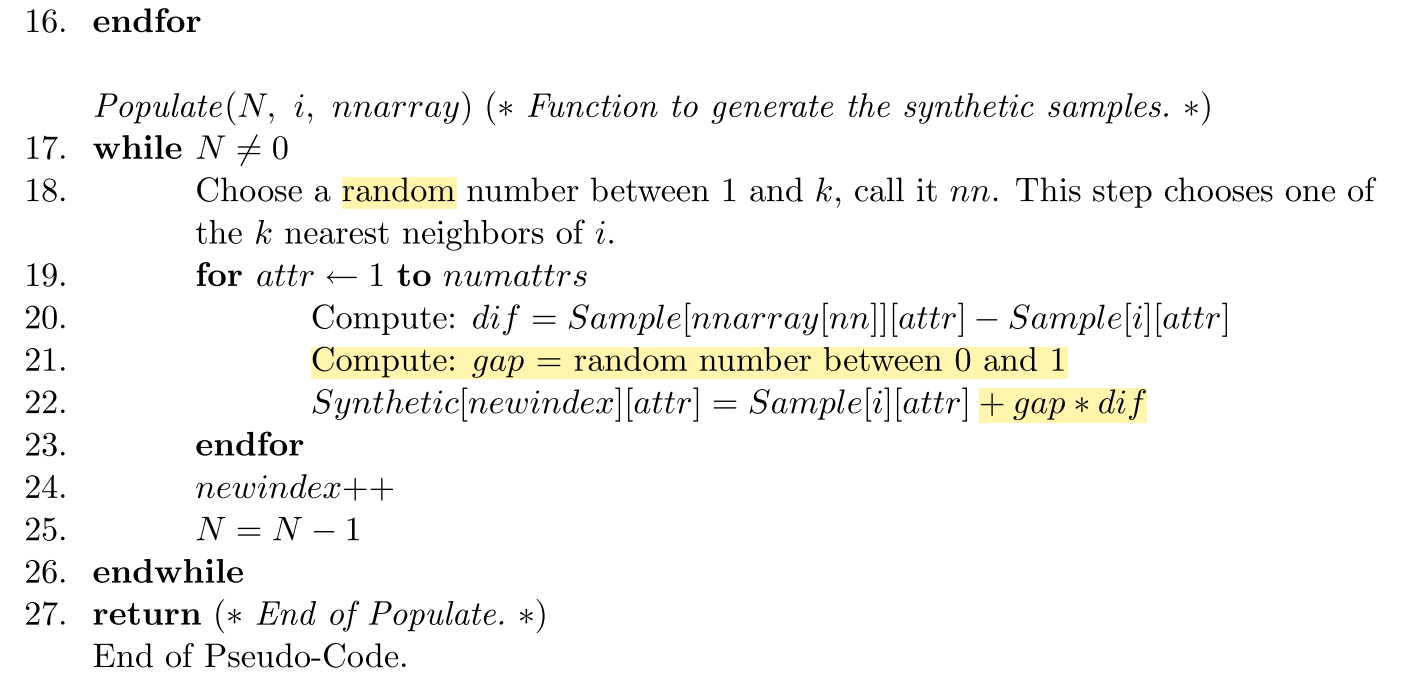 16. endfor
Populate(N, i, nnarray) (∗ Function to generate the synthetic samples. ∗)
17. while N ≠ 0
18. Choose a random number between 1 and k, call it nn. This step chooses one of
the k nearest neighbors of i.
19. for attr ← 1 to numattrs
20. Compute: dif = Sample[nnarray[nn]][attr] − Sample[i][attr]
21. Compute: gap = random number between 0 and 1
22. Synthetic[newindex][attr] = Sample[i][attr] + gap ∗ dif
23. endfor
24. newindex++
25. N = N − 1
26. endwhile
27. return (∗ End of Populate. ∗)
End of Pseudo-Code.